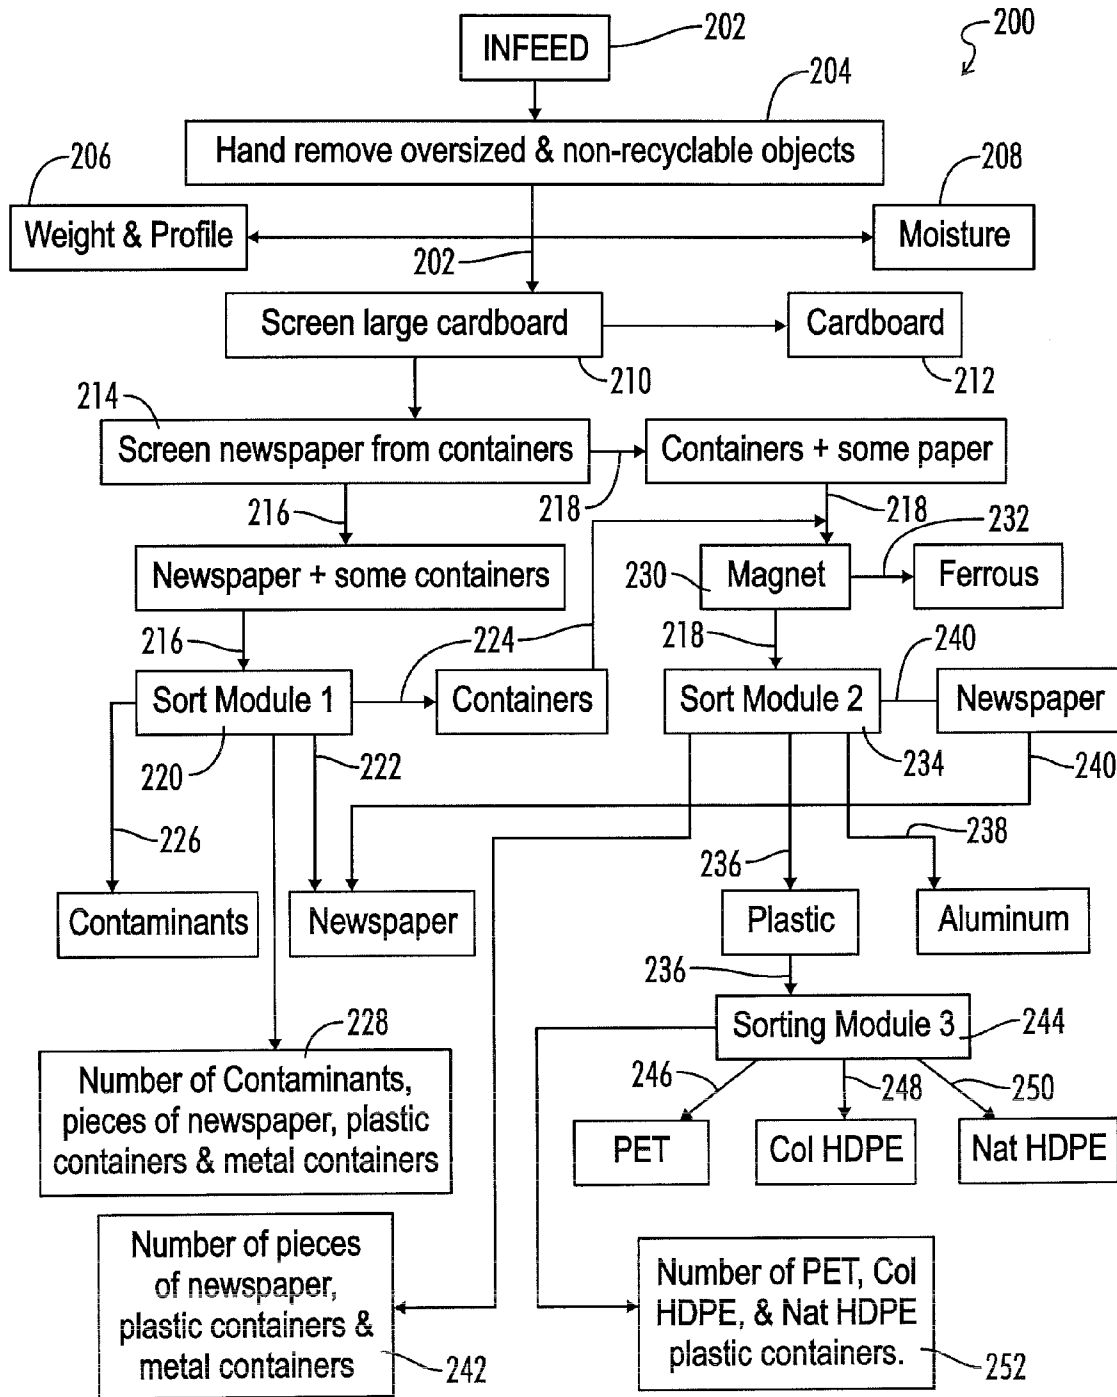 INFEED
202
200
204
Hand remove oversized & non-recyclable objects
206
208
Weight & Profile
Moisture
202
Screen large cardboard
Cardboard
210
212
214
Screen newspaper from containers
Containers + some paper
216
218
218
232
Newspaper + some containers
230
Magnet
Ferrous
216
224
218
240
Sort Module 1
Containers
Sort Module 2
Newspaper
220
222
234
240
226
236
238
Contaminants
Newspaper
Plastic
Aluminum
236
228
Sorting Module 3
244
Number of Contaminants,
pieces of newspaper, plastic
containers & metal containers
246
248
250
PET
Col HDPE
Nat HDPE
Number of pieces
of newspaper,
plastic containers &
metal containers
242
Number of PET, Col
HDPE, & Nat HDPE
plastic containers.
252